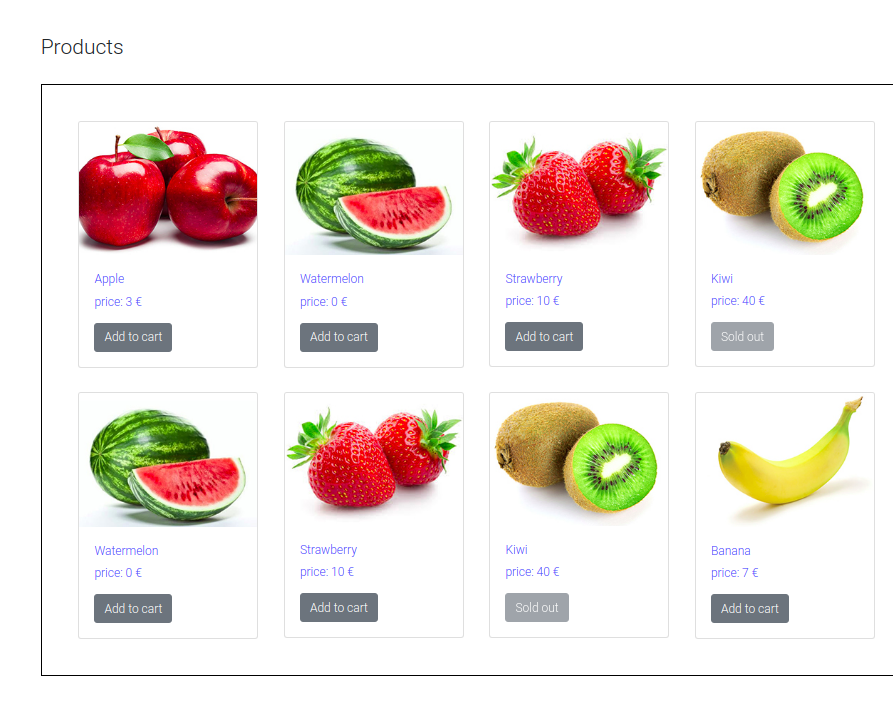 Products
Apple
price: 3 €
Add to cart
Watermelon
price: 0 €
Add to cart
Strawberry
price: 10 €
Add to cart
Kiwi
price: 40 €
Sold out
Watermelon
price: 0 €
Add to cart
Strawberry
price: 10 €
Add to cart
Kiwi
price: 40 €
Sold out
Banana
price: 7 €
Add to cart